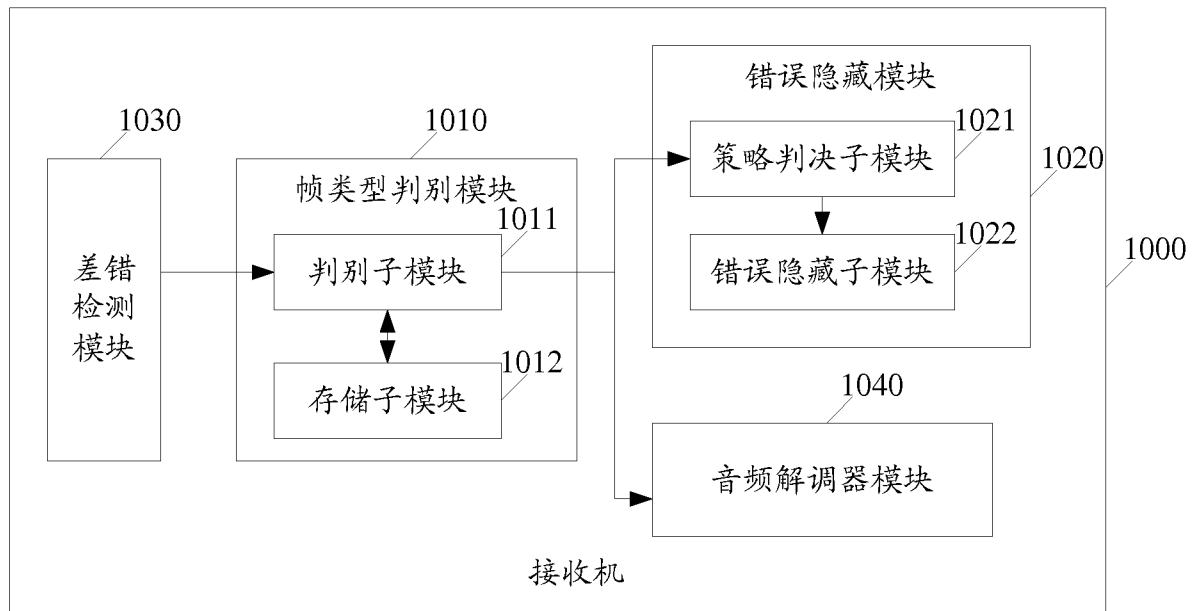 错误隐藏模块
1030
1010
1021
策略判决子模块
1020
帧类型判别模块
1011
1022
1000
差错
检测
模块
判别子模块
错误隐藏子模块
1012
存储子模块
1040
音频解调器模块
接收机